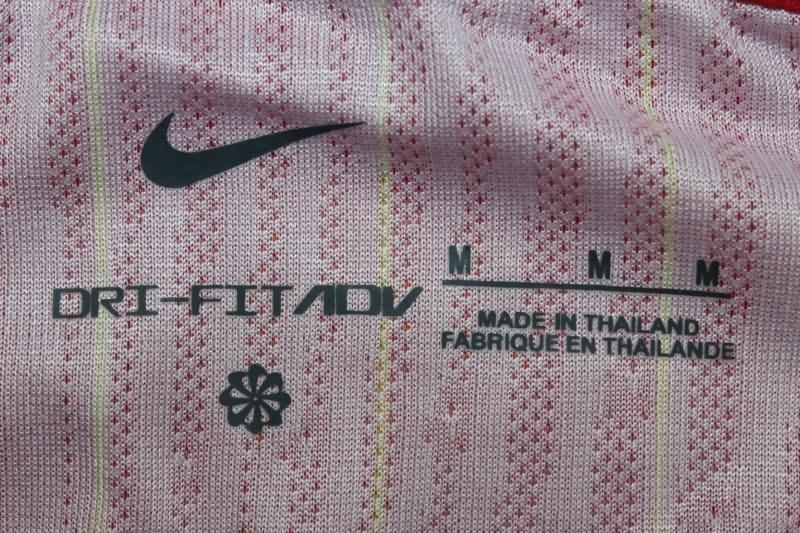 DRI-FIT ADV
M M M
MADE IN THAILAND
FABRIQUE EN THAILANDE